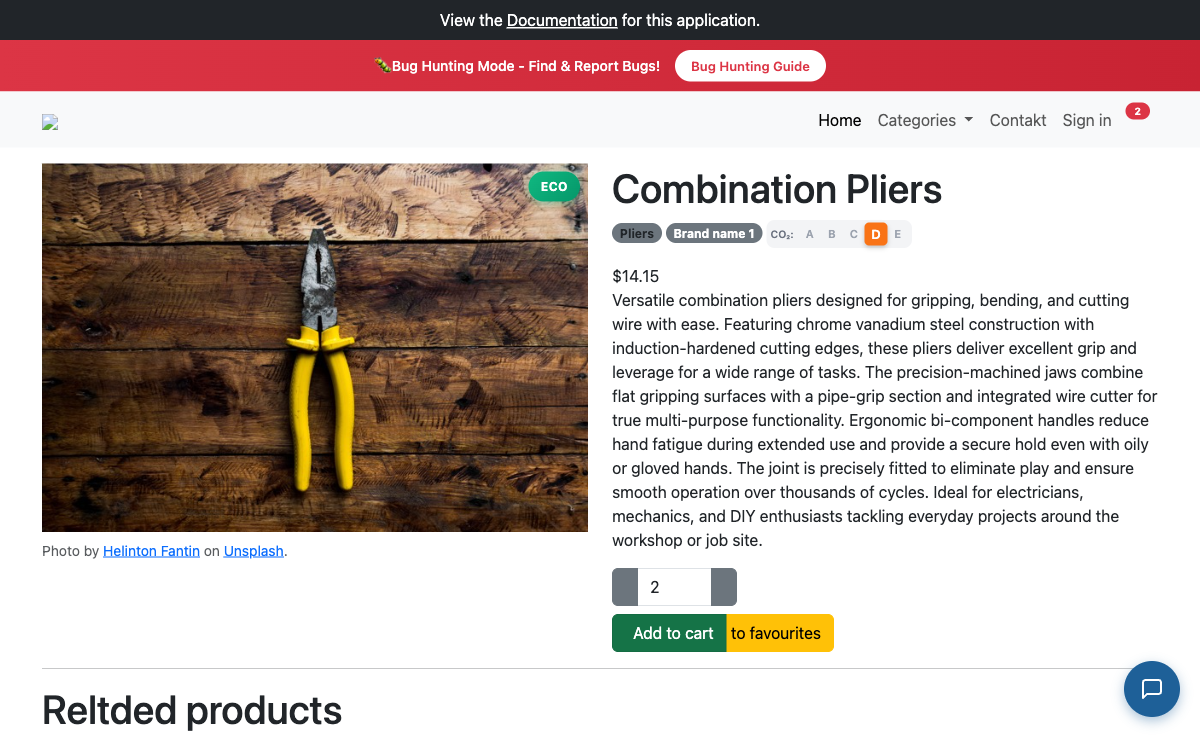 View the Documentation for this application.
🐛Bug Hunting Mode - Find & Report Bugs! Bug Hunting Guide
Home Categories Contakt Sign in 2
ECO
Combination Pliers
Pliers Brand name 1 CO₂: A B C D E
$14.15
Versatile combination pliers designed for gripping, bending, and cutting
wire with ease. Featuring chrome vanadium steel construction with
induction-hardened cutting edges, these pliers deliver excellent grip and
leverage for a wide range of tasks. The precision-machined jaws combine
flat gripping surfaces with a pipe-grip section and integrated wire cutter for
true multi-purpose functionality. Ergonomic bi-component handles reduce
hand fatigue during extended use and provide a secure hold even with oily
or gloved hands. The joint is precisely fitted to eliminate play and ensure
smooth operation over thousands of cycles. Ideal for electricians,
mechanics, and DIY enthusiasts tackling everyday projects around the
workshop or job site.
Photo by Helinton Fantin on Unsplash.
2
Add to cart to favourites
Reltded products